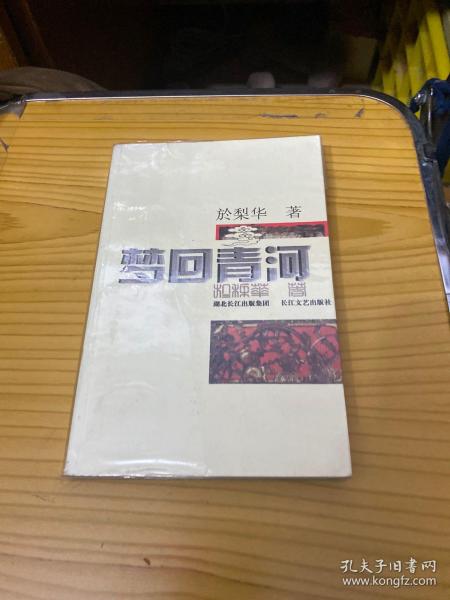 於梨华 著
梦回青河
湖北长江出版集团 长江文艺出版社
孔夫子旧书网
www.kongfz.com